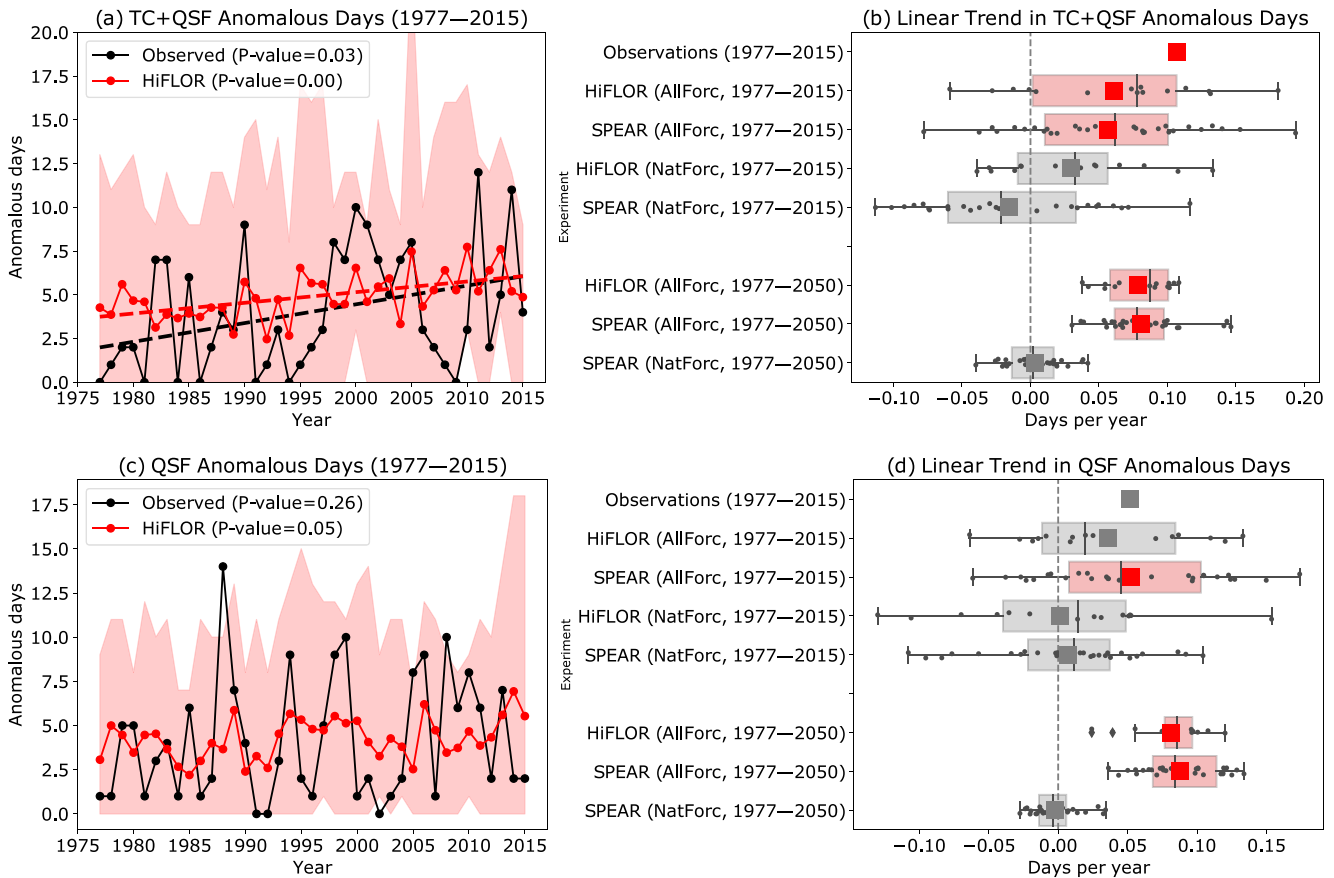 (a) TC+QSF Anomalous Days (1977—2015)
20.0
17.5
15.0
12.5
10.0
7.5
5.0
2.5
0.0
Anomalous days
Observed (P-value=0.03)
HiFLOR (P-value=0.00)
1975 1980 1985 1990 1995 2000 2005 2010 2015
Year
(b) Linear Trend in TC+QSF Anomalous Days
Observations (1977—2015)
HiFLOR (AllForc, 1977—2015)
SPEAR (AllForc, 1977—2015)
HiFLOR (NatForc, 1977—2015)
SPEAR (NatForc, 1977—2015)
HiFLOR (AllForc, 1977—2050)
SPEAR (AllForc, 1977—2050)
SPEAR (NatForc, 1977—2050)
Experiment
−0.10 −0.05 0.00 0.05 0.10 0.15 0.20
Days per year
(c) QSF Anomalous Days (1977—2015)
17.5
15.0
12.5
10.0
7.5
5.0
2.5
0.0
Anomalous days
Observed (P-value=0.26)
HiFLOR (P-value=0.05)
1975 1980 1985 1990 1995 2000 2005 2010 2015
Year
(d) Linear Trend in QSF Anomalous Days
Observations (1977—2015)
HiFLOR (AllForc, 1977—2015)
SPEAR (AllForc, 1977—2015)
HiFLOR (NatForc, 1977—2015)
SPEAR (NatForc, 1977—2015)
HiFLOR (AllForc, 1977—2050)
SPEAR (AllForc, 1977—2050)
SPEAR (NatForc, 1977—2050)
Experiment
−0.10 −0.05 0.00 0.05 0.10 0.15
Days per year